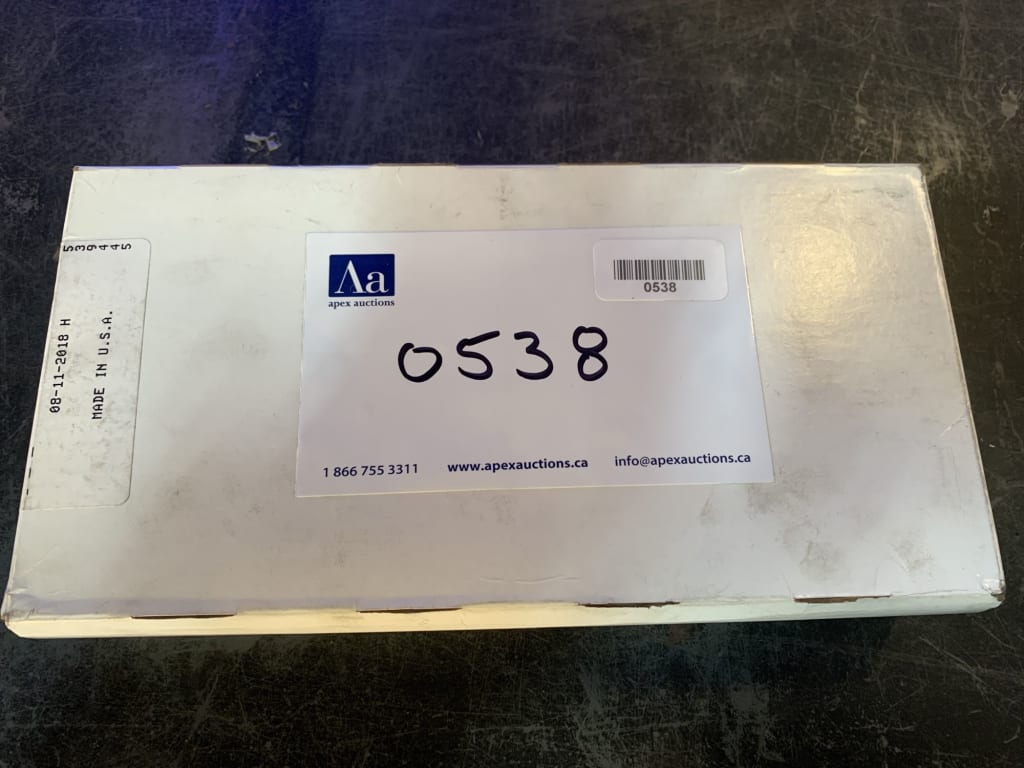 539445
08-11-2018 H
MADE IN U.S.A.
Aa
apex auctions
0538
0538
1 866 755 3311 www.apexauctions.ca info@apexauctions.ca